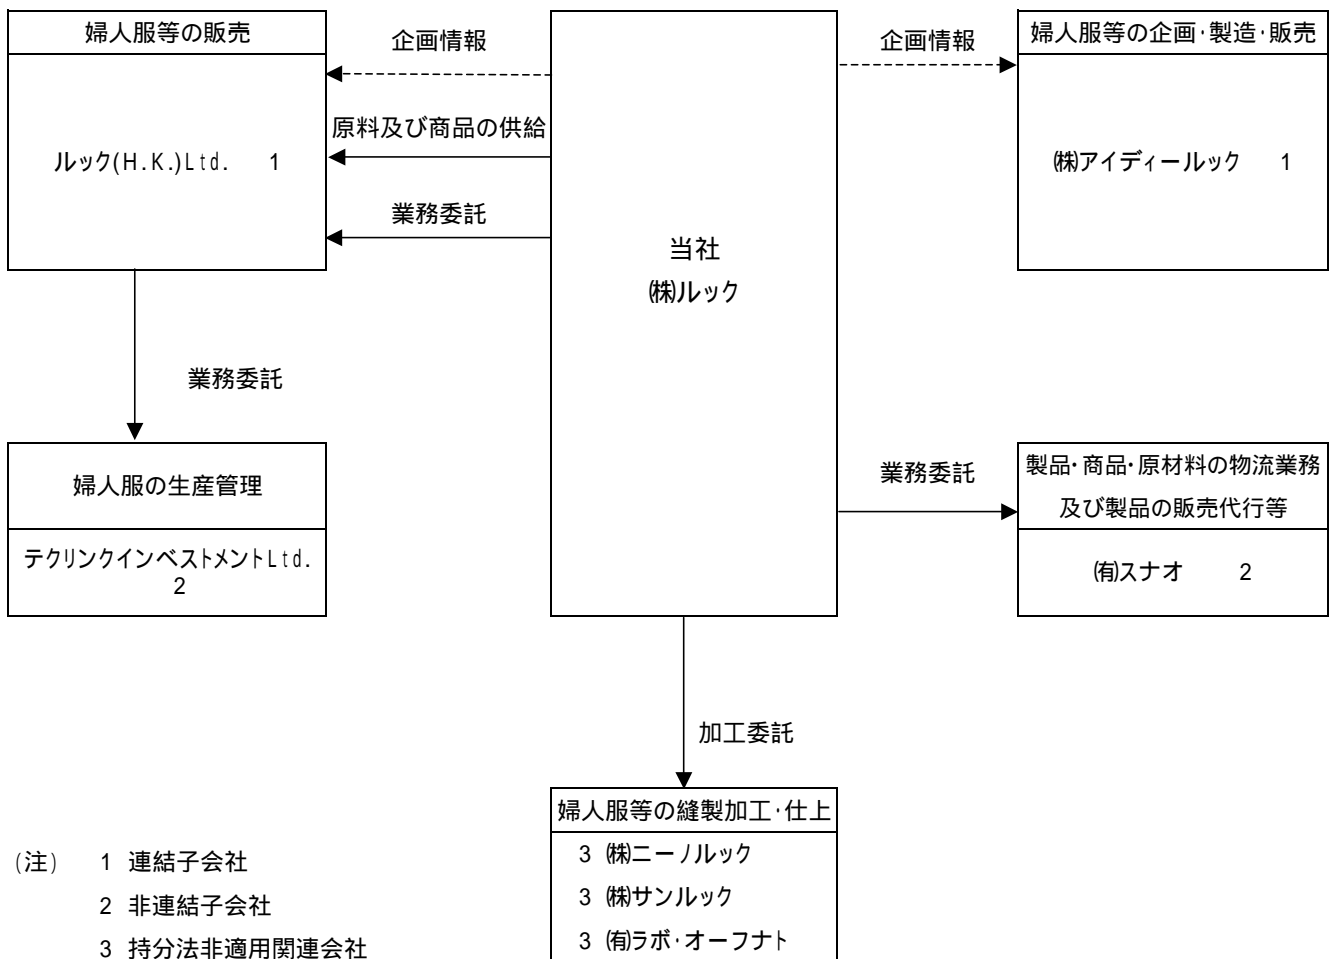 婦人服等の販売
ルック(H.K.)Ltd. 1
企画情報
原料及び商品の供給
業務委託
当社
㈱ルック
企画情報
婦人服等の企画・製造・販売
㈱アイディールック 1
業務委託
婦人服の生産管理
テクリンクインベストメントLtd.
2
業務委託
製品・商品・原材料の物流業務
及び製品の販売代行等
㈲スナオ 2
加工委託
婦人服等の縫製加工・仕上
3 ㈱ニーノルック
3 ㈱サンルック
3 ㈲ラボ・オーフナト
(注) 1 連結子会社
2 非連結子会社
3 持分法非適用関連会社